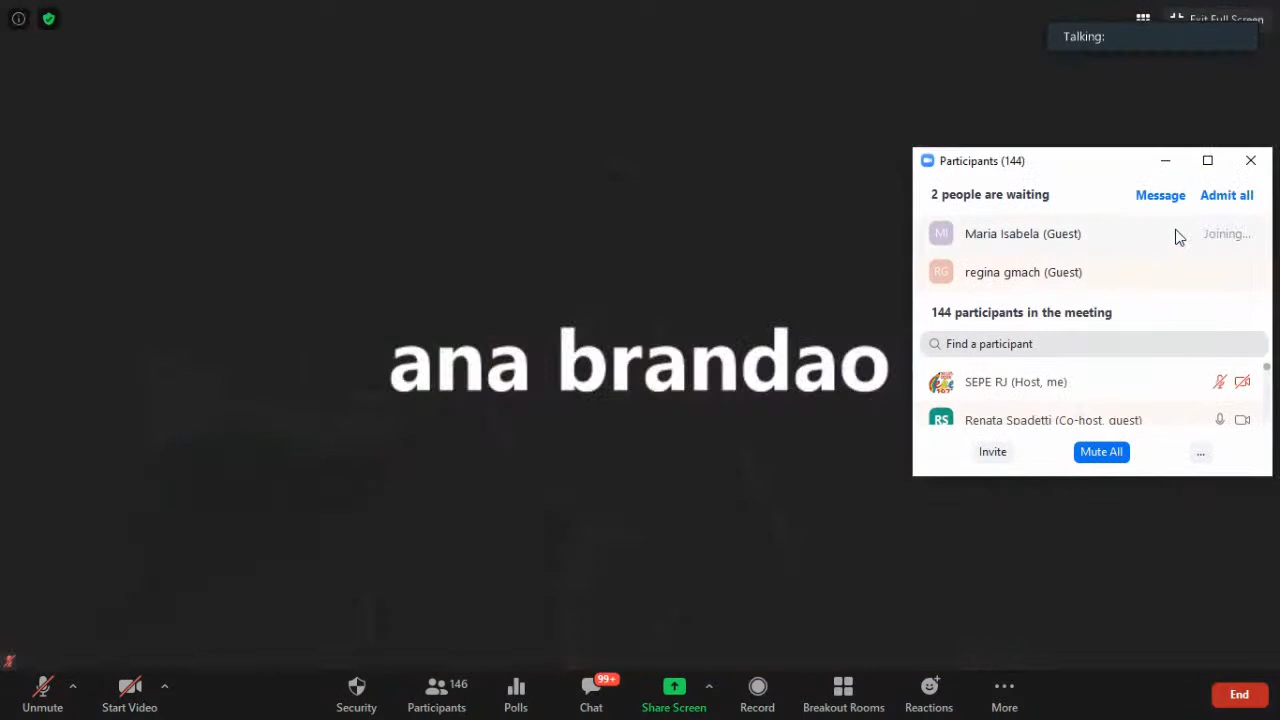 Exit Full Screen
Talking:
Participants (144)
2 people are waiting
Message
Admit all
MI
Maria Isabela (Guest)
Joining...
RG
regina gmach (Guest)
144 participants in the meeting
Find a participant
SEPE RJ (Host, me)
RS
Renata Spadetti (Co-host, guest)
Invite
Mute All
...
ana brandao
Unmute
Start Video
Security
146
Participants
Polls
99+
Chat
Share Screen
Record
Breakout Rooms
Reactions
More
End